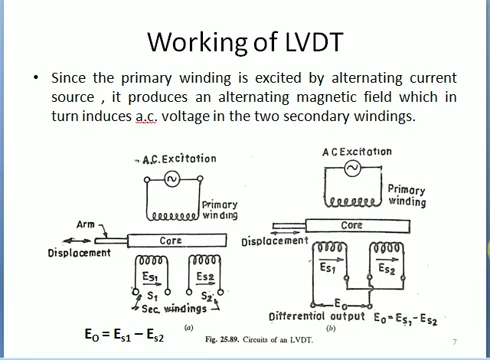 Working of LVDT
• Since the primary winding is excited by alternating current
source , it produces an alternating magnetic field which in
turn induces a.c. voltage in the two secondary windings.
A.C. Excitation
Primary
winding
Arm
Core
Displacement
Es1
Es2
S1
S2
Sec. windings
(a)
A C Excitation
Primary
winding
Core
Displacement
Es1
Es2
E0
Differential output E0=Es1-Es2
(b)
E0 = Es1 – Es2
Fig. 25.89. Circuits of an LVDT.
7